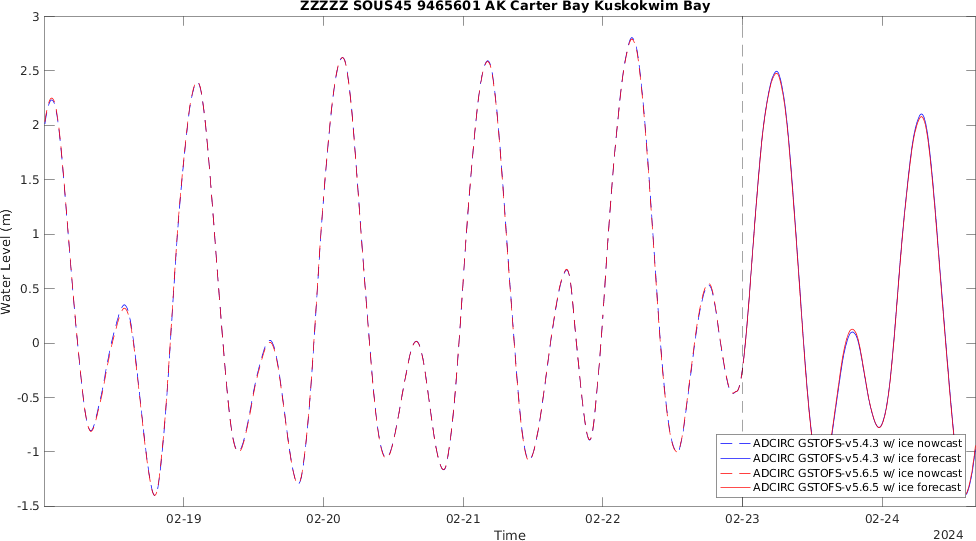 ZZZZZ SOUS45 9465601 AK Carter Bay Kuskokwim Bay
3
2.5
2
1.5
1
0.5
0
-0.5
-1
-1.5
Water Level (m)
ADCIRC GSTOFS-v5.4.3 w/ ice nowcast
ADCIRC GSTOFS-v5.4.3 w/ ice forecast
ADCIRC GSTOFS-v5.6.5 w/ ice nowcast
ADCIRC GSTOFS-v5.6.5 w/ ice forecast
02-19 02-20 02-21 02-22 02-23 02-24
Time
2024